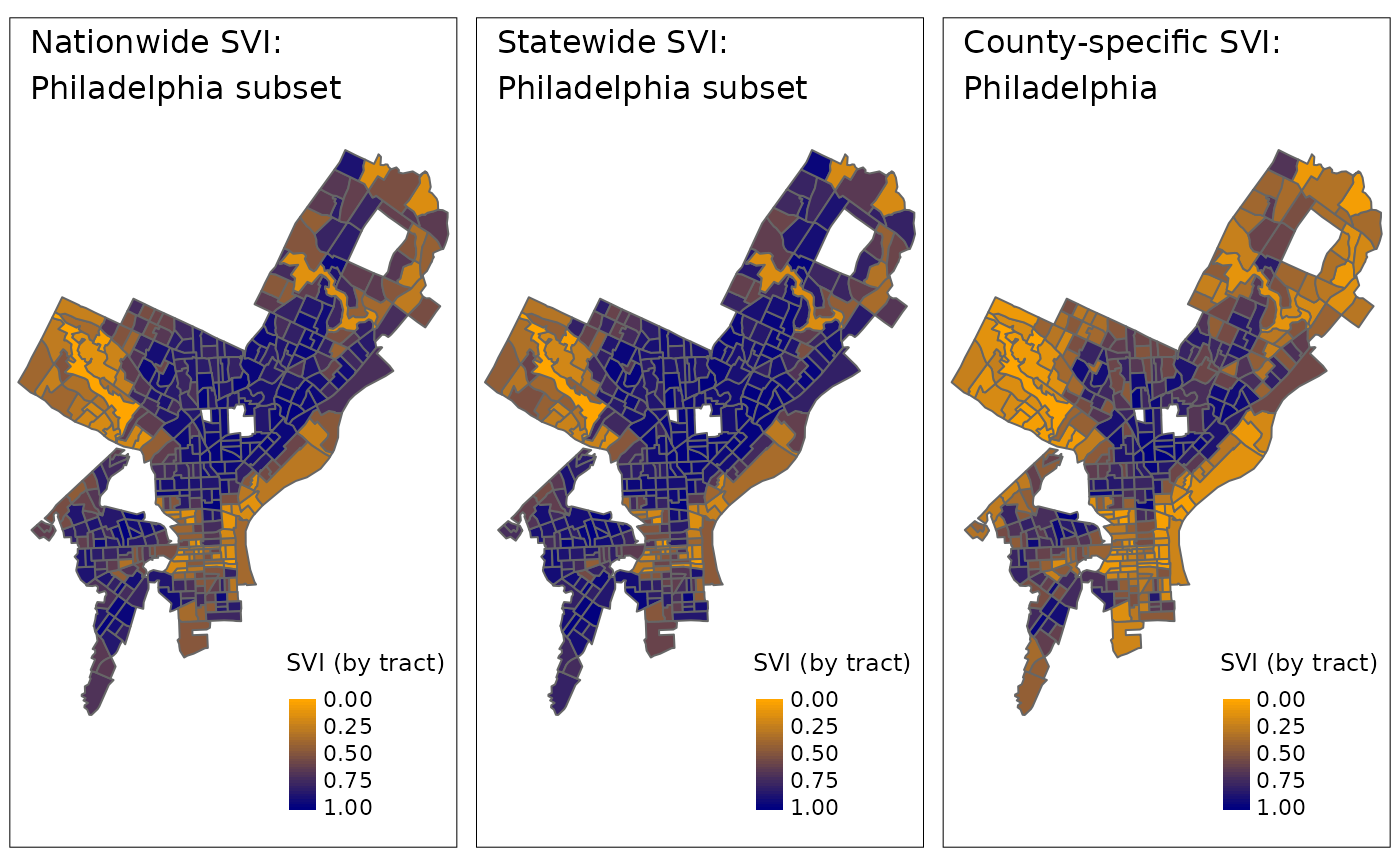 Nationwide SVI:
Philadelphia subset
SVI (by tract)
0.00
0.25
0.50
0.75
1.00
Statewide SVI:
Philadelphia subset
SVI (by tract)
0.00
0.25
0.50
0.75
1.00
County-specific SVI:
Philadelphia
SVI (by tract)
0.00
0.25
0.50
0.75
1.00